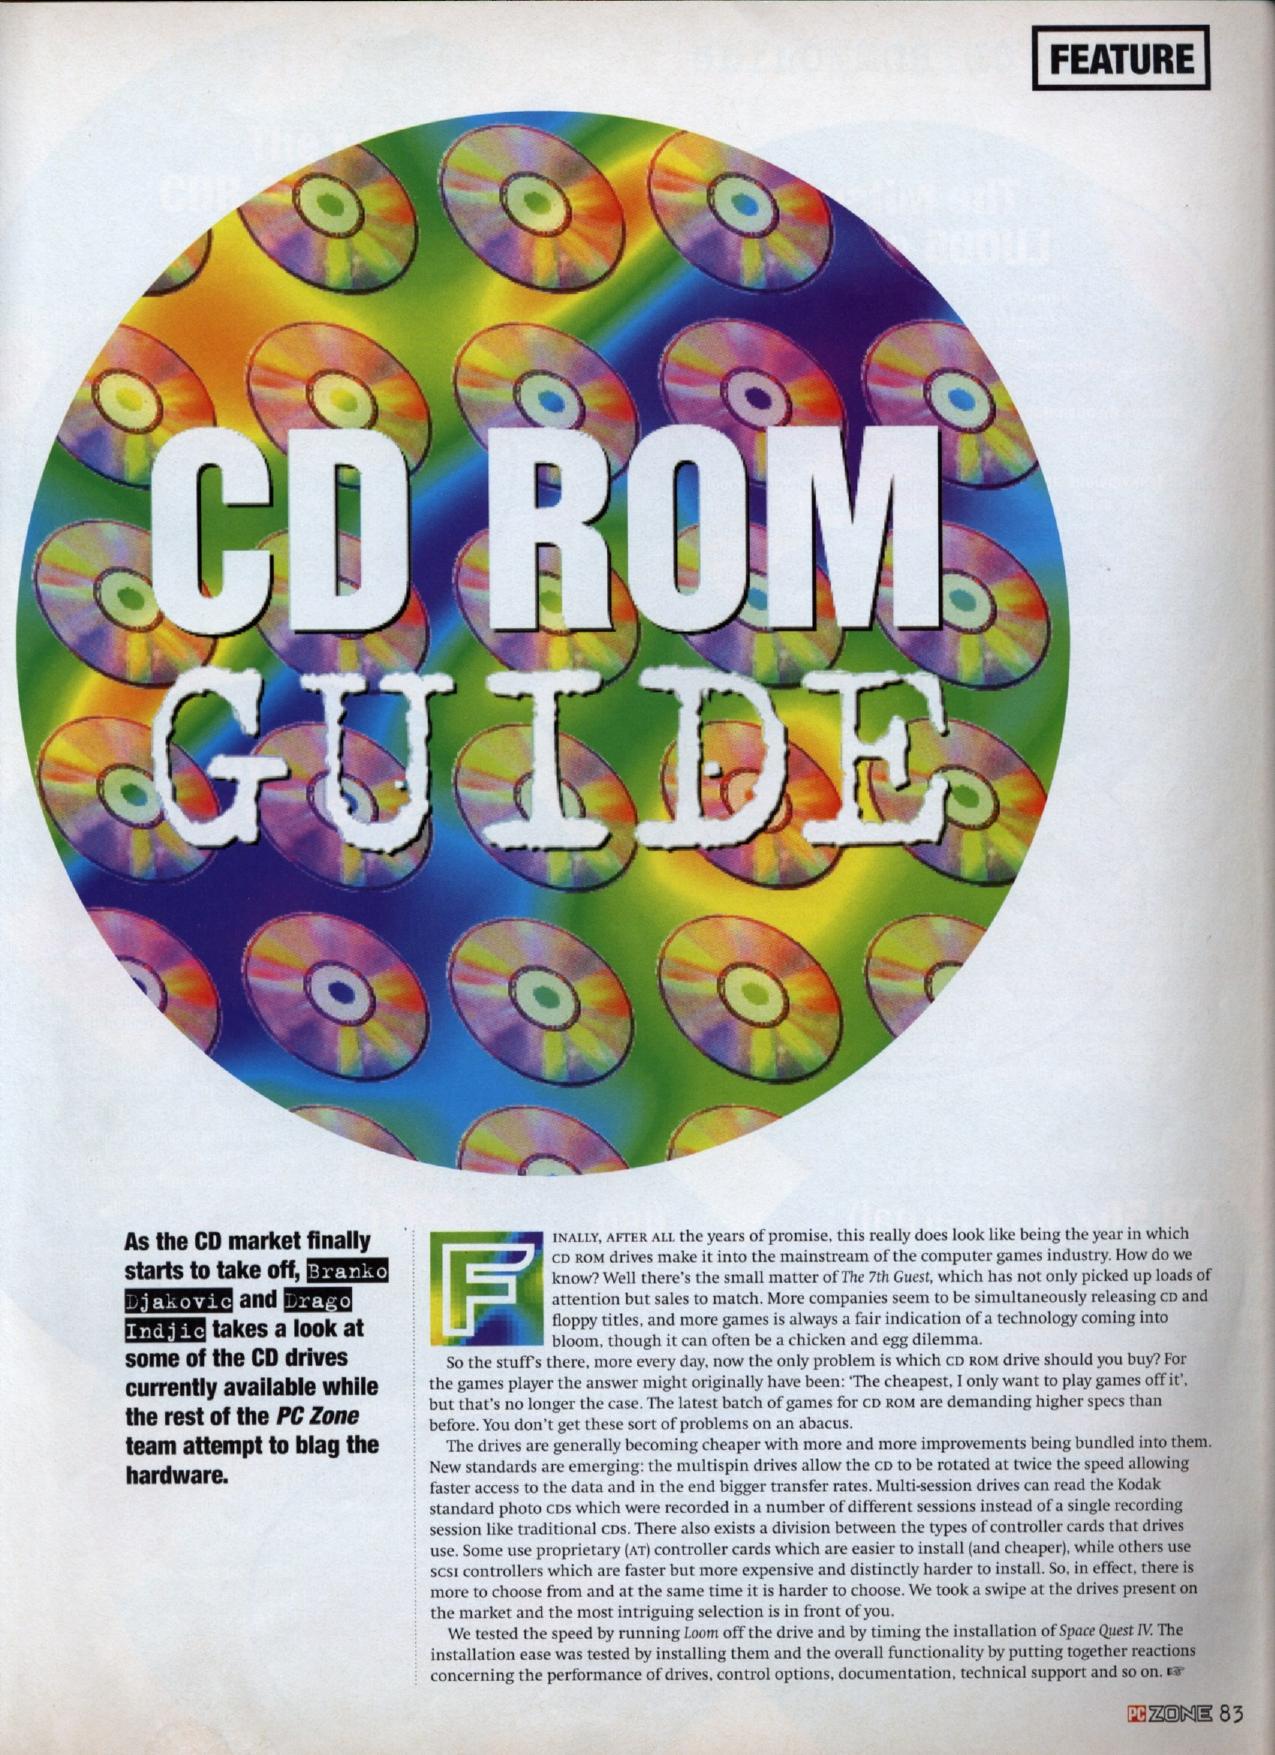 FEATURE
CD ROM
GUIDE
As the CD market finally
starts to take off, Branko
Djakovic and Drago
Indjic takes a look at
some of the CD drives
currently available while
the rest of the PC Zone
team attempt to blag the
hardware.
FINALLY, AFTER ALL the years of promise, this really does look like being the year in which
CD ROM drives make it into the mainstream of the computer games industry. How do we
know? Well there's the small matter of The 7th Guest, which has not only picked up loads of
attention but sales to match. More companies seem to be simultaneously releasing CD and
floppy titles, and more games is always a fair indication of a technology coming into
bloom, though it can often be a chicken and egg dilemma.
So the stuff's there, more every day, now the only problem is which CD ROM drive should you buy? For
the games player the answer might originally have been: 'The cheapest, I only want to play games off it',
but that's no longer the case. The latest batch of games for CD ROM are demanding higher specs than
before. You don't get these sort of problems on an abacus.
The drives are generally becoming cheaper with more and more improvements being bundled into them.
New standards are emerging: the multispin drives allow the CD to be rotated at twice the speed allowing
faster access to the data and in the end bigger transfer rates. Multi-session drives can read the Kodak
standard photo CDs which were recorded in a number of different sessions instead of a single recording
session like traditional CDs. There also exists a division between the types of controller cards that drives
use. Some use proprietary (AT) controller cards which are easier to install (and cheaper), while others use
SCSI controllers which are faster but more expensive and distinctly harder to install. So, in effect, there is
more to choose from and at the same time it is harder to choose. We took a swipe at the drives present on
the market and the most intriguing selection is in front of you.
We tested the speed by running Loom off the drive and by timing the installation of Space Quest IV. The
installation ease was tested by installing them and the overall functionality by putting together reactions
concerning the performance of drives, control options, documentation, technical support and so on. ☞
PC ZONE 83